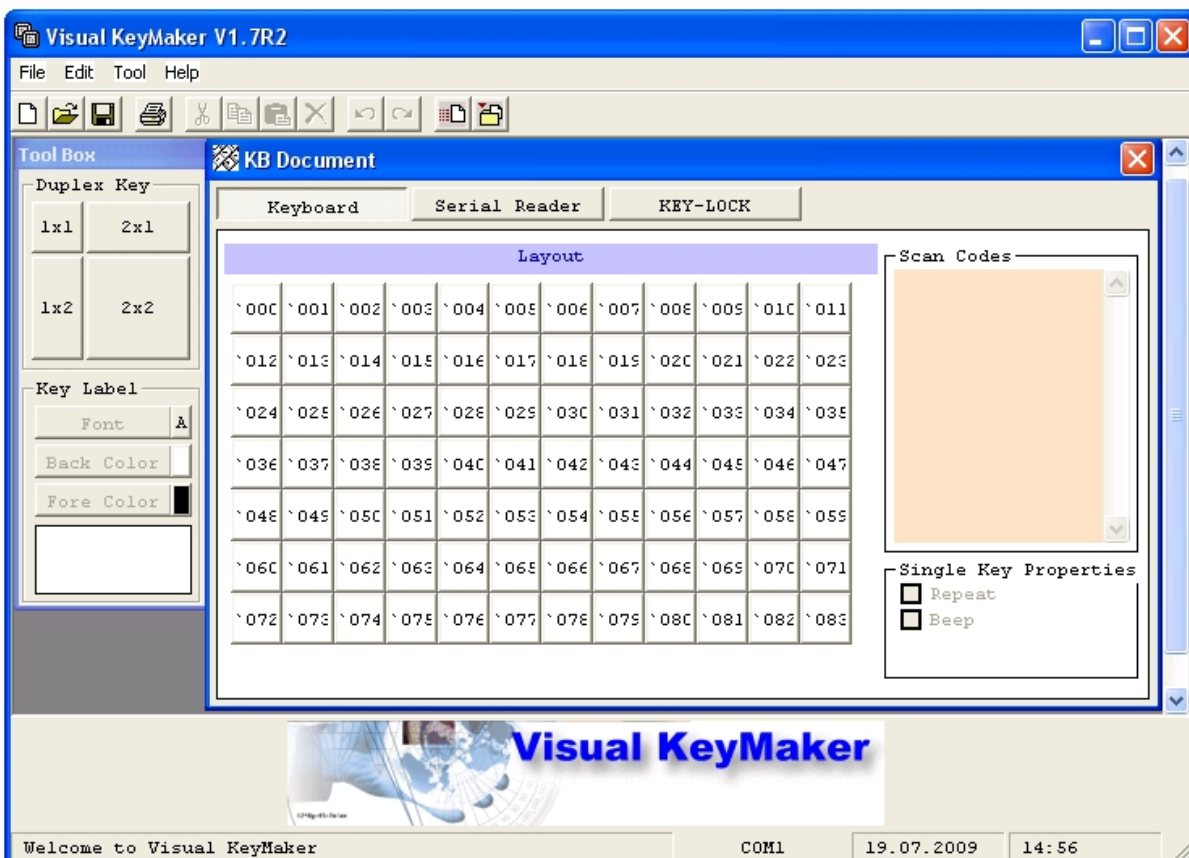 Visual KeyMaker V1.7R2
File Edit Tool Help
Tool Box
KB Document
Duplex Key
1x1 2x1
1x2 2x2
Key Label
Font A
Back Color
Fore Color
Keyboard Serial Reader KEY-LOCK
Layout
`000 `001 `002 `003 `004 `005 `006 `007 `008 `009 `010 `011
`012 `013 `014 `015 `016 `017 `018 `019 `020 `021 `022 `023
`024 `025 `026 `027 `028 `029 `030 `031 `032 `033 `034 `035
`036 `037 `038 `039 `040 `041 `042 `043 `044 `045 `046 `047
`048 `049 `050 `051 `052 `053 `054 `055 `056 `057 `058 `059
`060 `061 `062 `063 `064 `065 `066 `067 `068 `069 `070 `071
`072 `073 `074 `075 `076 `077 `078 `079 `080 `081 `082 `083
Scan Codes
Single Key Properties
Repeat
Beep
Visual KeyMaker
Welcome to Visual KeyMaker COM1 19.07.2009 14:56